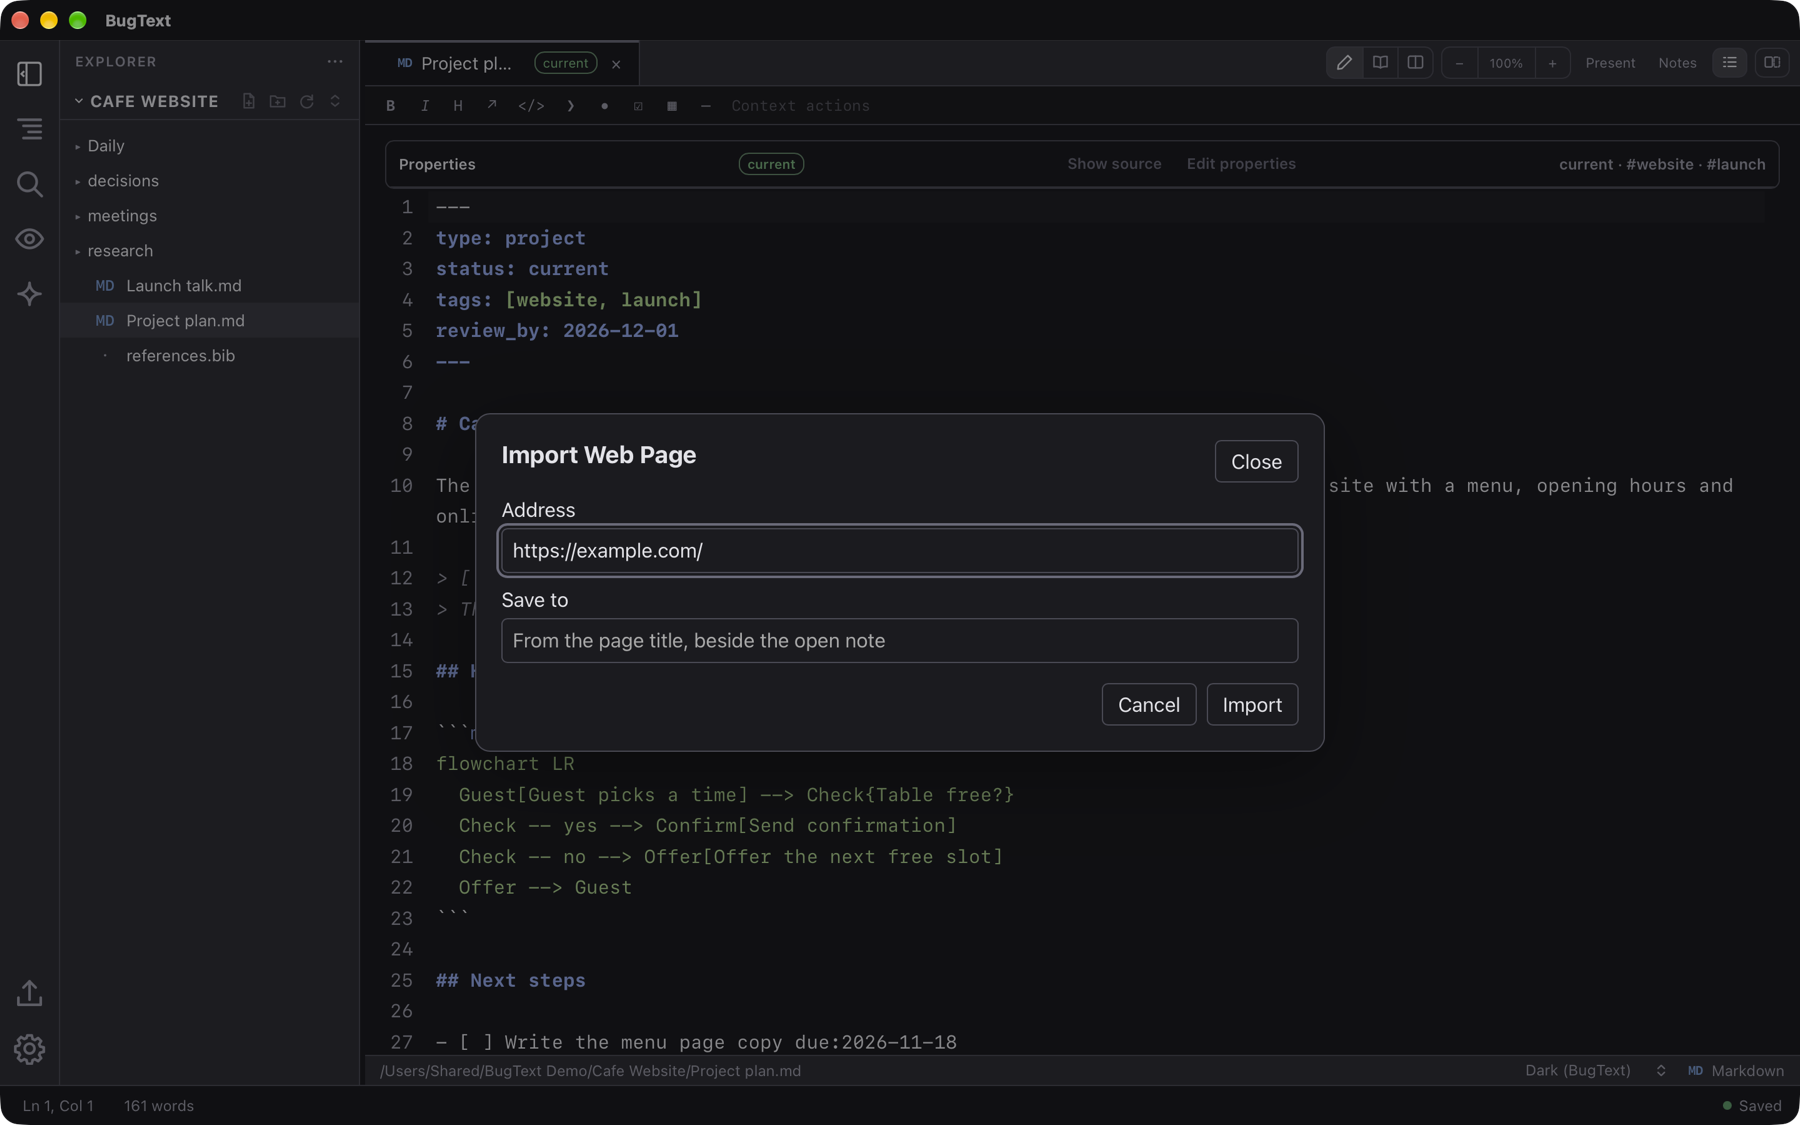 BugText
EXPLORER
CAFE WEBSITE
Daily
decisions
meetings
research
MD Launch talk.md
MD Project plan.md
references.bib
MD Project pl... current ×
− 100% + Present Notes
B I H ↗ </> ❯ • ☑ ■ — Context actions
Properties current Show source Edit properties current · #website · #launch
1 ---
2 type: project
3 status: current
4 tags: [website, launch]
5 review_by: 2026-12-01
6 ---
7
8 # Ca
9
10 The site with a menu, opening hours and
onli
11
12 > [
13 > Th
14
15 ##
16
17 ```
18 flowchart LR
19 Guest[Guest picks a time] --> Check{Table free?}
20 Check -- yes --> Confirm[Send confirmation]
21 Check -- no --> Offer[Offer the next free slot]
22 Offer --> Guest
23 ```
24
25 ## Next steps
26
27 - [ ] Write the menu page copy due:2026-11-18
Import Web Page
Close
Address
https://example.com/
Save to
From the page title, beside the open note
Cancel Import
/Users/Shared/BugText Demo/Cafe Website/Project plan.md Dark (BugText) MD Markdown
Ln 1, Col 1 161 words Saved